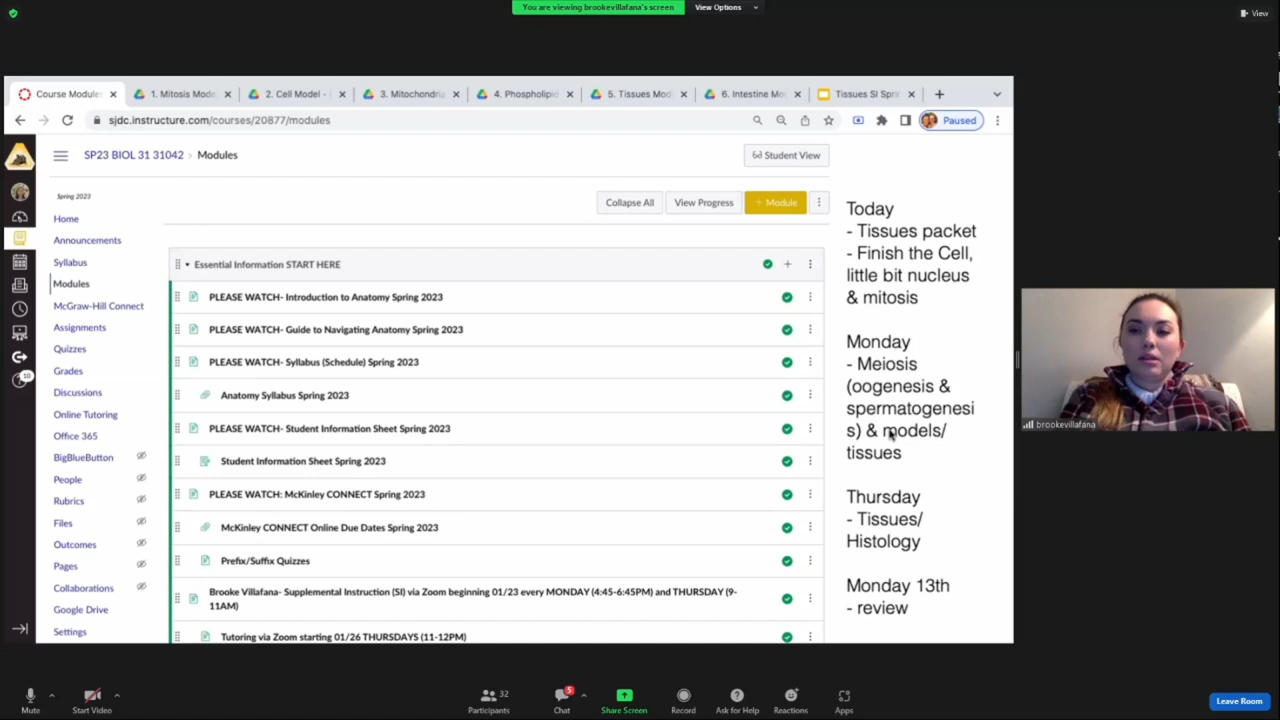 You are viewing brookevillafana's screen
View Options
View
Course Modules
1. Mitosis Mode
2. Cell Model -
3. Mitochondria
4. Phospholipid
5. Tissues Mod
6. Intestine Mo
Tissues SI Spri
sjdc.instructure.com/courses/20877/modules
Paused
SP23 BIOL 31 31042 › Modules
Student View
Spring 2023
Collapse All
View Progress
+ Module
Home
Announcements
Syllabus
Modules
McGraw-Hill Connect
Assignments
Quizzes
Grades
Discussions
Online Tutoring
Office 365
BigBlueButton
People
Rubrics
Files
Outcomes
Pages
Collaborations
Google Drive
Settings
10
Essential Information START HERE
PLEASE WATCH- Introduction to Anatomy Spring 2023
PLEASE WATCH- Guide to Navigating Anatomy Spring 2023
PLEASE WATCH- Syllabus (Schedule) Spring 2023
Anatomy Syllabus Spring 2023
PLEASE WATCH- Student Information Sheet Spring 2023
Student Information Sheet Spring 2023
PLEASE WATCH: McKinley CONNECT Spring 2023
McKinley CONNECT Online Due Dates Spring 2023
Prefix/Suffix Quizzes
Brooke Villafana- Supplemental Instruction (SI) via Zoom beginning 01/23 every MONDAY (4:45-6:45PM) and THURSDAY (9-
11AM)
Tutoring via Zoom starting 01/26 THURSDAYS (11-12PM)
Today
- Tissues packet
- Finish the Cell,
little bit nucleus
& mitosis
Monday
- Meiosis
(oogenesis &
spermatogenesi
s) & models/
tissues
Thursday
- Tissues/
Histology
Monday 13th
- review
brookevillafana
Mute
Start Video
Participants
32
Chat
5
Share Screen
Record
Ask for Help
Reactions
Apps
Leave Room